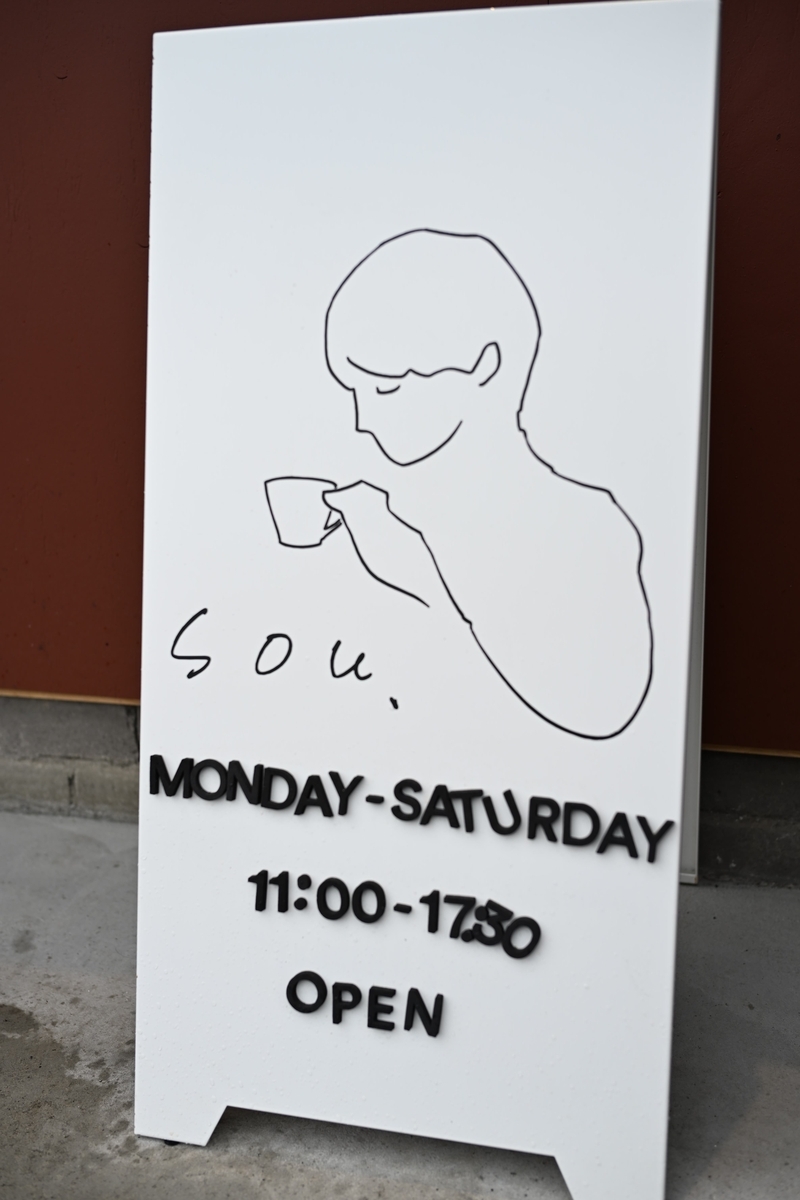 Sou.
MONDAY-SATURDAY
11:00-17:30
OPEN